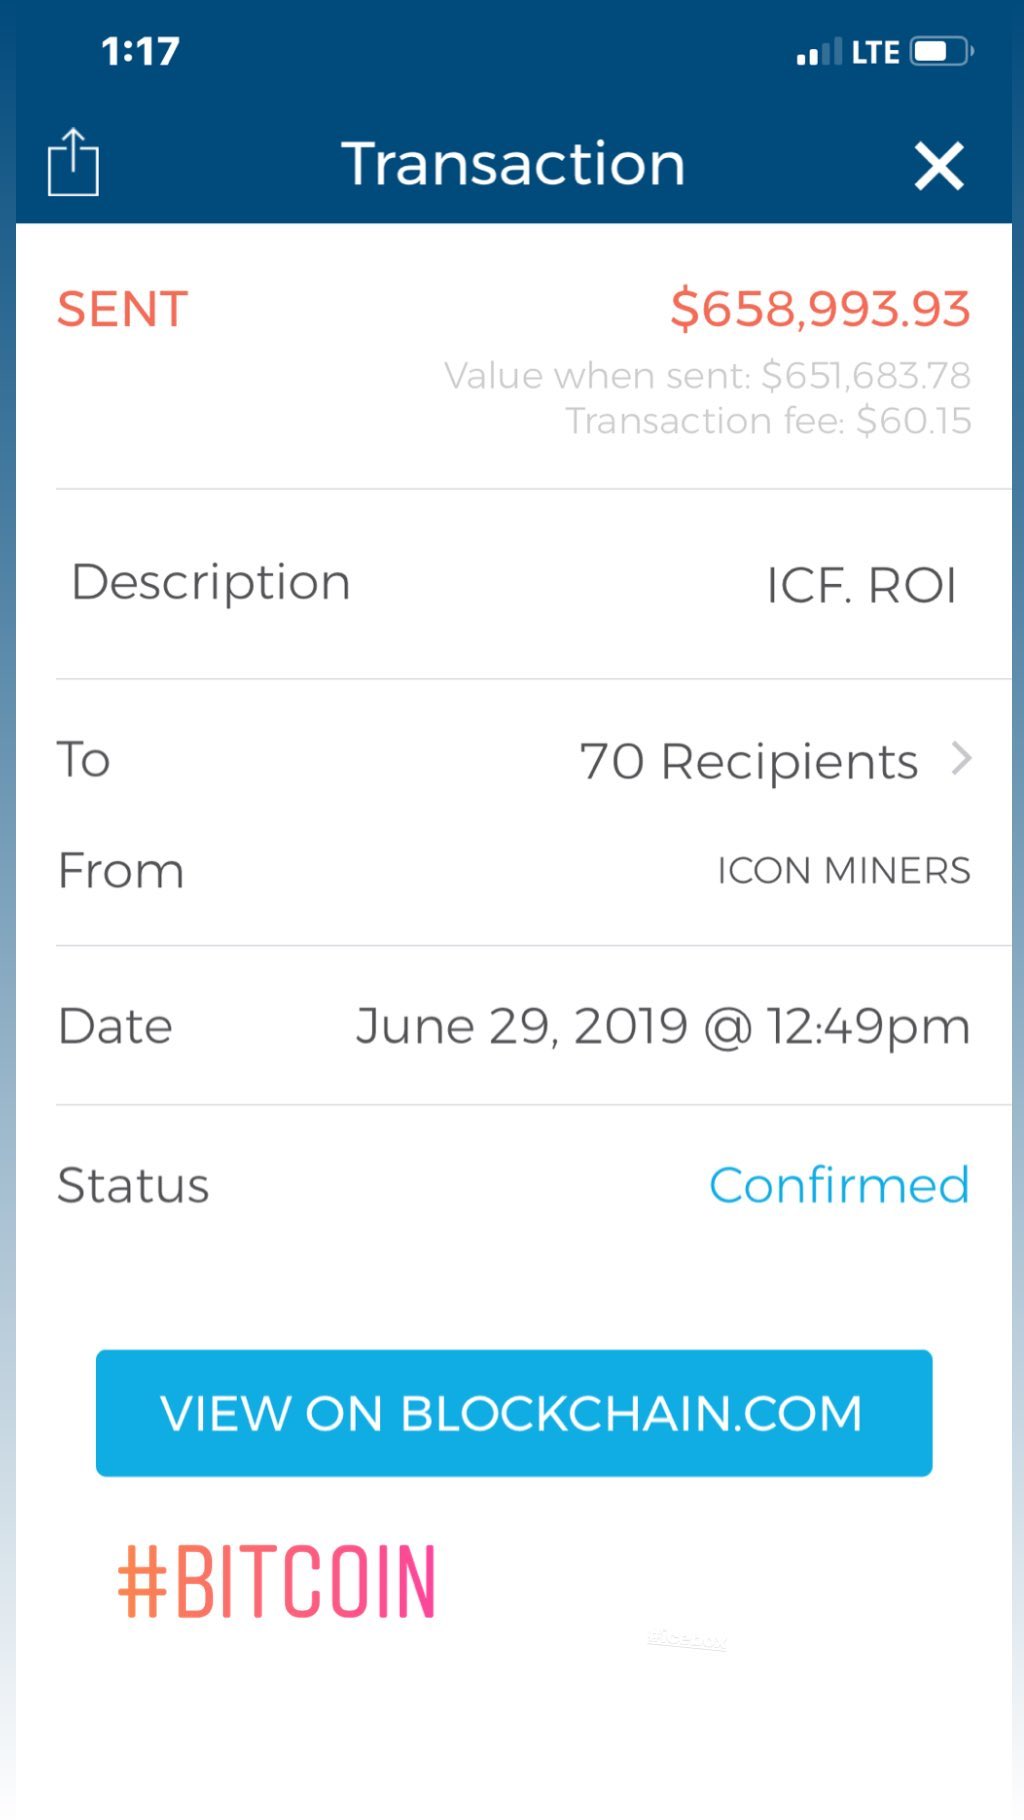 1:17 LTE
Transaction
SENT $658,993.93
Value when sent: $651,683.78
Transaction fee: $60.15
Description ICF. ROI
To 70 Recipients
From ICON MINERS
Date June 29, 2019 @ 12:49pm
Status Confirmed
VIEW ON BLOCKCHAIN.COM
#BITCOIN
#icebox